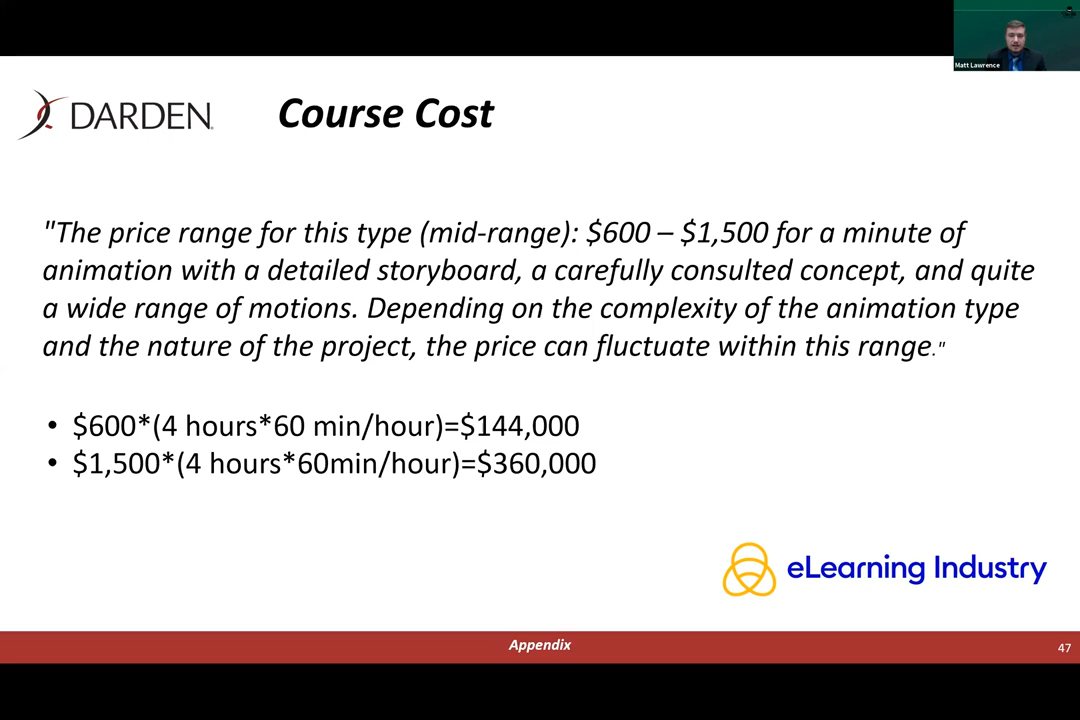 Matt Lawrence
DARDEN
Course Cost
"The price range for this type (mid-range): $600 – $1,500 for a minute of
animation with a detailed storyboard, a carefully consulted concept, and quite
a wide range of motions. Depending on the complexity of the animation type
and the nature of the project, the price can fluctuate within this range."
• $600*(4 hours*60 min/hour)=$144,000
• $1,500*(4 hours*60min/hour)=$360,000
eLearning Industry
Appendix
47